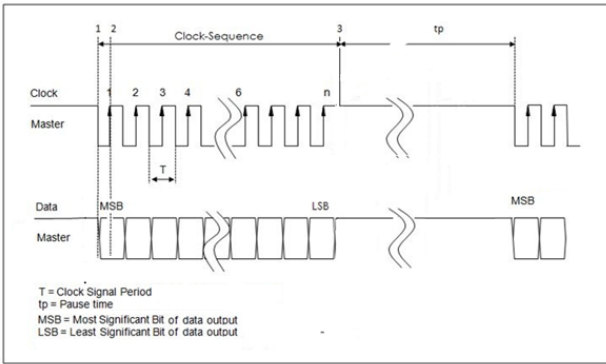 1 2 3
Clock-Sequence tp
Clock 1 2 3 4 6 n
Master
T
Data MSB LSB MSB
Master
T = Clock Signal Period
tp = Pause time
MSB = Most Significant Bit of data output
LSB = Least Significant Bit of data output